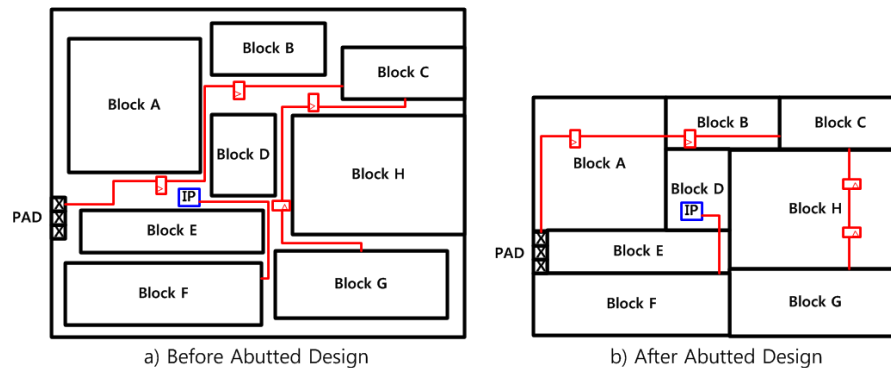 Block B
Block C
Block A
Block D
Block H
IP
PAD
Block E
Block F
Block G
a) Before Abutted Design
Block B
Block C
Block A
Block D
IP
Block H
PAD
Block E
Block F
Block G
b) After Abutted Design